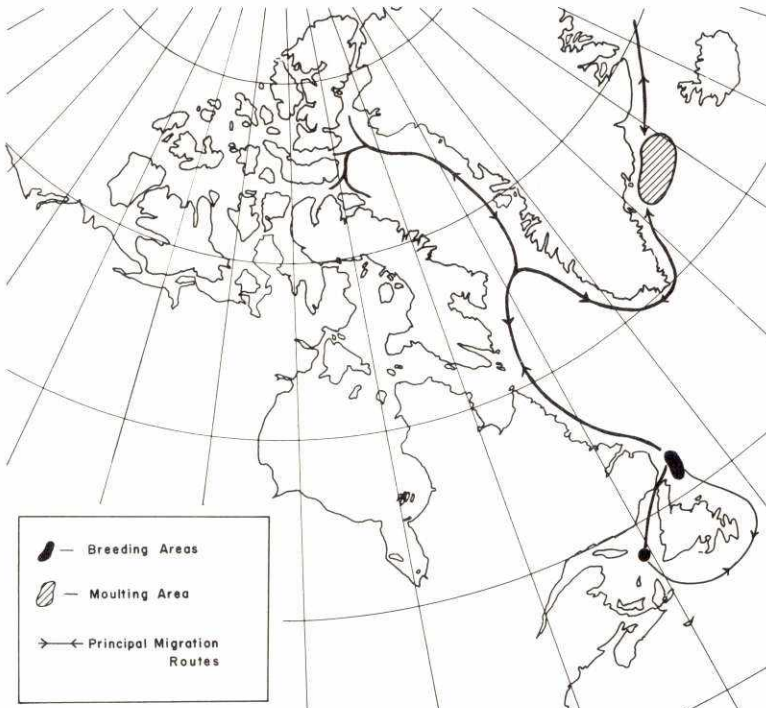 — Breeding Areas
— Moulting Area
Principal Migration
Routes